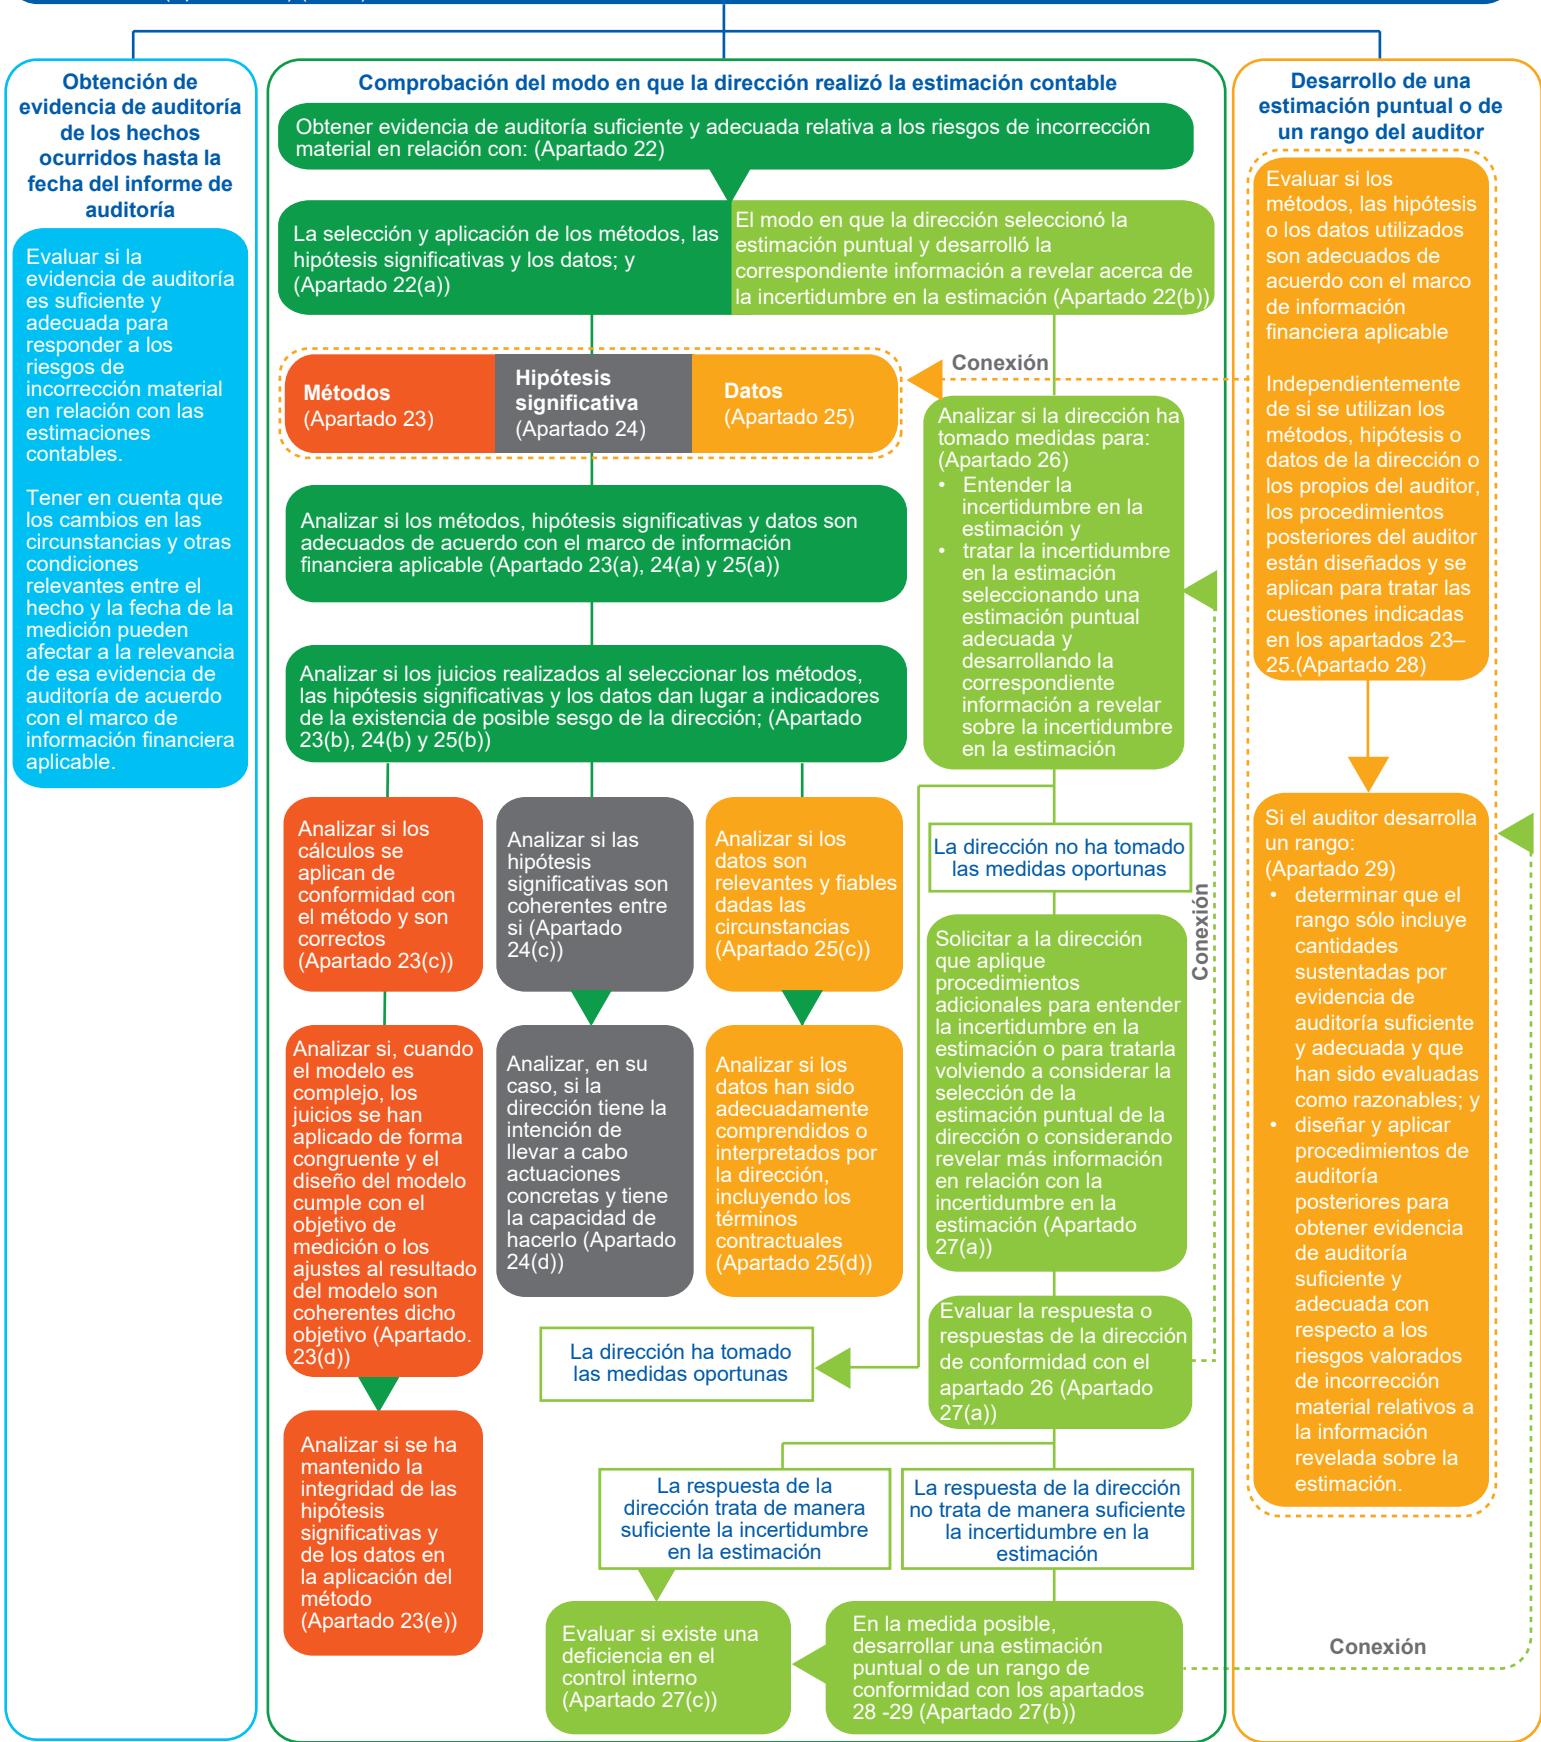 Obtención de
evidencia de auditoría
de los hechos
ocurridos hasta la
fecha del informe de
auditoría
Evaluar si la
evidencia de auditoría
es suficiente y
adecuada para
responder a los
riesgos de
incorrección material
en relación con las
estimaciones
contables.
Tener en cuenta que
los cambios en las
circunstancias y otras
condiciones
relevantes entre el
hecho y la fecha de la
medición pueden
afectar a la relevancia
de esa evidencia de
auditoría de acuerdo
con el marco de
información financiera
aplicable.
Comprobación del modo en que la dirección realizó la estimación contable
Obtener evidencia de auditoría suficiente y adecuada relativa a los riesgos de incorrección
material en relación con: (Apartado 22)
La selección y aplicación de los métodos, las
hipótesis significativas y los datos; y
(Apartado 22(a))
El modo en que la dirección seleccionó la
estimación puntual y desarrolló la
correspondiente información a revelar acerca de
la incertidumbre en la estimación (Apartado 22(b))
Métodos
(Apartado 23)
Hipótesis
significativa
(Apartado 24)
Datos
(Apartado 25)
Conexión
Analizar si los métodos, hipótesis significativas y datos son
adecuados de acuerdo con el marco de información
financiera aplicable (Apartado 23(a), 24(a) y 25(a))
Analizar si los juicios realizados al seleccionar los métodos,
las hipótesis significativas y los datos dan lugar a indicadores
de la existencia de posible sesgo de la dirección; (Apartado
23(b), 24(b) y 25(b))
Analizar si los
cálculos se
aplican de
conformidad con
el método y son
correctos
(Apartado 23(c))
Analizar si, cuando
el modelo es
complejo, los
juicios se han
aplicado de forma
congruente y el
diseño del modelo
cumple con el
objetivo de
medición o los
ajustes al resultado
del modelo son
coherentes dicho
objetivo (Apartado.
23(d))
Analizar si se ha
mantenido la
integridad de las
hipótesis
significativas y
de los datos en
la aplicación del
método
(Apartado 23(e))
Analizar si las
hipótesis
significativas son
coherentes entre
si (Apartado
24(c))
Analizar, en su
caso, si la
dirección tiene la
intención de
llevar a cabo
actuaciones
concretas y tiene
la capacidad de
hacerlo (Apartado
24(d))
Analizar si los
datos son
relevantes y fiables
dadas las
circunstancias
(Apartado 25(c))
Analizar si los
datos han sido
adecuadamente
comprendidos o
interpretados por
la dirección,
incluyendo los
términos
contractuales
(Apartado 25(d))
Analizar si la dirección ha
tomado medidas para:
(Apartado 26)
• Entender la
incertidumbre en la
estimación y
• tratar la incertidumbre
en la estimación
seleccionando una
estimación puntual
adecuada y
desarrollando la
correspondiente
información a revelar
sobre la incertidumbre
en la estimación
La dirección no ha tomado
las medidas oportunas
Solicitar a la dirección
que aplique
procedimientos
adicionales para entender
la incertidumbre en la
estimación o para tratarla
volviendo a considerar la
selección de la
estimación puntual de la
dirección o considerando
revelar más información
en relación con la
incertidumbre en la
estimación (Apartado
27(a))
Conexión
La dirección ha tomado
las medidas oportunas
Evaluar la respuesta o
respuestas de la dirección
de conformidad con el
apartado 26 (Apartado
27(a))
La respuesta de la
dirección trata de manera
suficiente la incertidumbre
en la estimación
La respuesta de la dirección
no trata de manera suficiente
la incertidumbre en la
estimación
Evaluar si existe una
deficiencia en el
control interno
(Apartado 27(c))
En la medida posible,
desarrollar una estimación
puntual o de un rango de
conformidad con los apartados
28 -29 (Apartado 27(b))
Desarrollo de una
estimación puntual o de
un rango del auditor
Evaluar si los
métodos, las hipótesis
o los datos utilizados
son adecuados de
acuerdo con el marco
de información
financiera aplicable
Independientemente
de si se utilizan los
métodos, hipótesis o
datos de la dirección o
los propios del auditor,
los procedimientos
posteriores del auditor
están diseñados y se
aplican para tratar las
cuestiones indicadas
en los apartados 23–
25.(Apartado 28)
Si el auditor desarrolla
un rango:
(Apartado 29)
• determinar que el
rango sólo incluye
cantidades
sustentadas por
evidencia de
auditoría suficiente
y adecuada y que
han sido evaluadas
como razonables; y
• diseñar y aplicar
procedimientos de
auditoría
posteriores para
obtener evidencia
de auditoría
suficiente y
adecuada con
respecto a los
riesgos valorados
de incorrección
material relativos a
la información
revelada sobre la
estimación.
Conexión